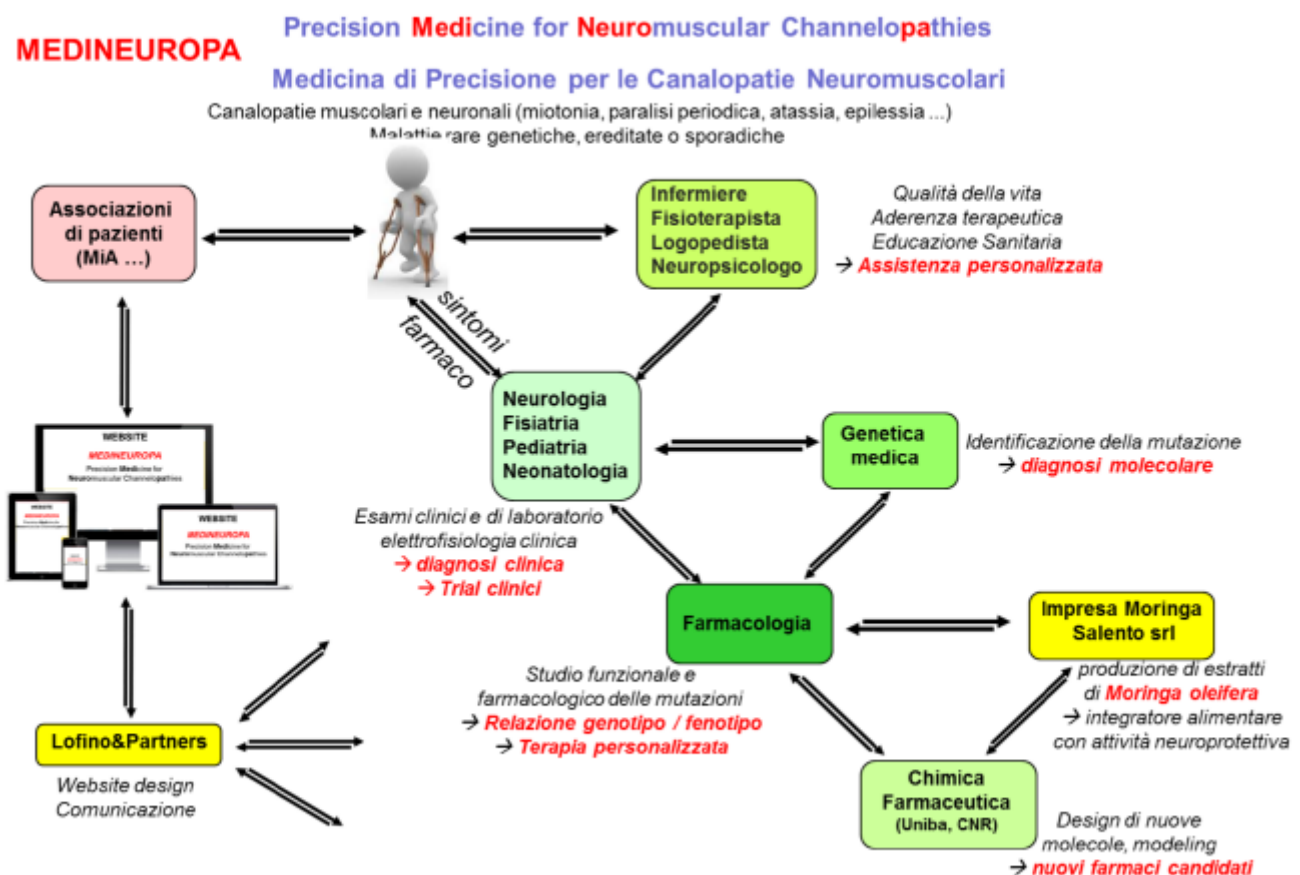 MEDINEUROPA
Precision Medicine for Neuromuscular Channelopathies
Medicina di Precisione per le Canalopatie Neuromuscolari
Canalopatie muscolari e neuronali (miotonia, paralisi periodica, atassia, epilessia ...)
Malattie rare genetiche, ereditate o sporadiche
Associazioni
di pazienti
(MiA ...)
Infermiere
Fisioterapista
Logopedista
Neuropsicologo
Qualità della vita
Aderenza terapeutica
Educazione Sanitaria
→ Assistenza personalizzata
sintomi
farmaco
Neurologia
Fisiatria
Pediatria
Neonatologia
Genetica
medica
Identificazione della mutazione
→ diagnosi molecolare
WEBSITE
MEDINEUROPA
Precision Medicine for
Neuromuscular Channelopathies
WEBSITE
WEBSITE
MEDINEUROPA
Precision Medicine for
Neuromuscular Channelopathies
Esami clinici e di laboratorio
elettrofisiologia clinica
→ diagnosi clinica
→ Trial clinici
Farmacologia
Impresa Moringa
Salento srl
produzione di estratti
di Moringa oleifera
→ integratore alimentare
con attività neuroprotettiva
Studio funzionale e
farmacologico delle mutazioni
→ Relazione genotipo / fenotipo
→ Terapia personalizzata
Lofino&Partners
Website design
Comunicazione
Chimica
Farmaceutica
(Uniba, CNR)
Design di nuove
molecole, modeling
→ nuovi farmaci candidati